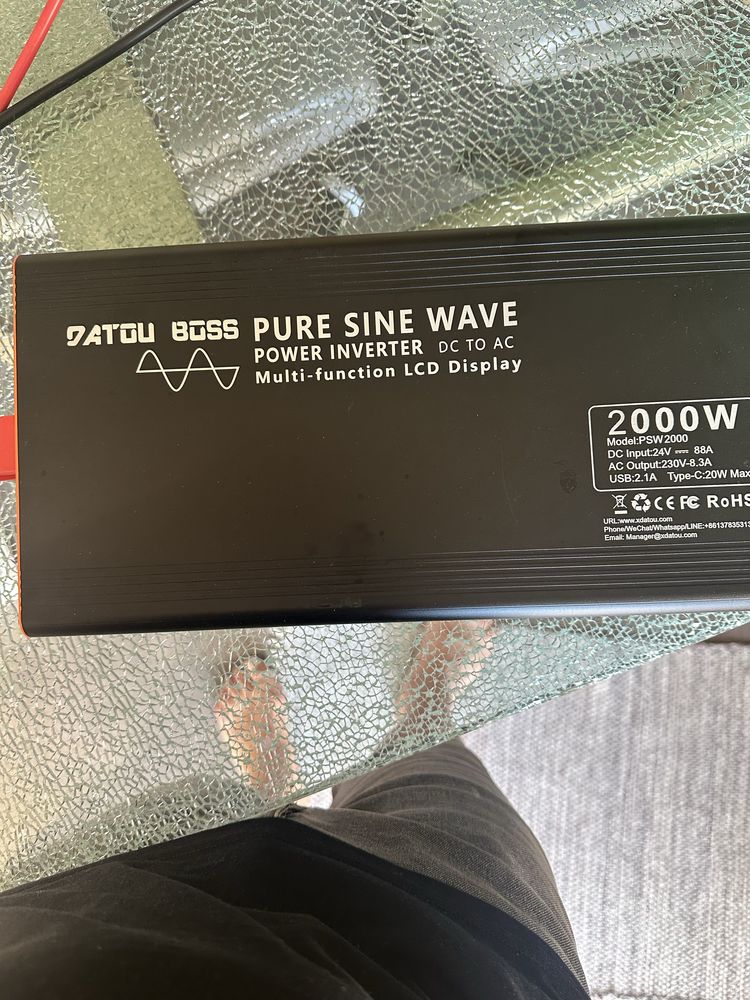 DATOU BOSS
PURE SINE WAVE
POWER INVERTER DC TO AC
Multi-function LCD Display
2000W
Model:PSW2000
DC Input:24V 88A
AC Output:230V-8.3A
USB:2.1A Type-C:20W Max
CE FC RoHS
URL:www.xdatou.com
Phone/WeChat/Whatsapp/LINE:+8613783531
Email: Manager@xdatou.com